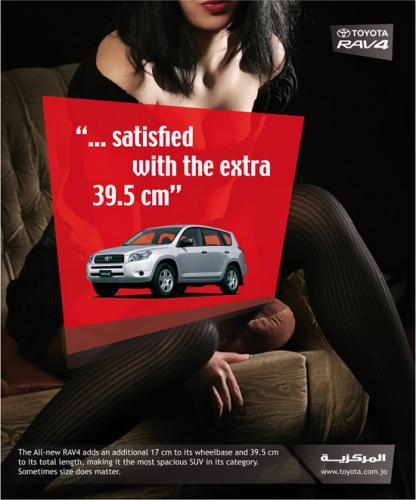 TOYOTA
RAV4
“... satisfied
with the extra
39.5 cm”
The All-new RAV4 adds an additional 17 cm to its wheelbase and 39.5 cm
to its total length, making it the most spacious SUV in its category.
Sometimes size does matter.
المركزية
www.toyota.com.jo